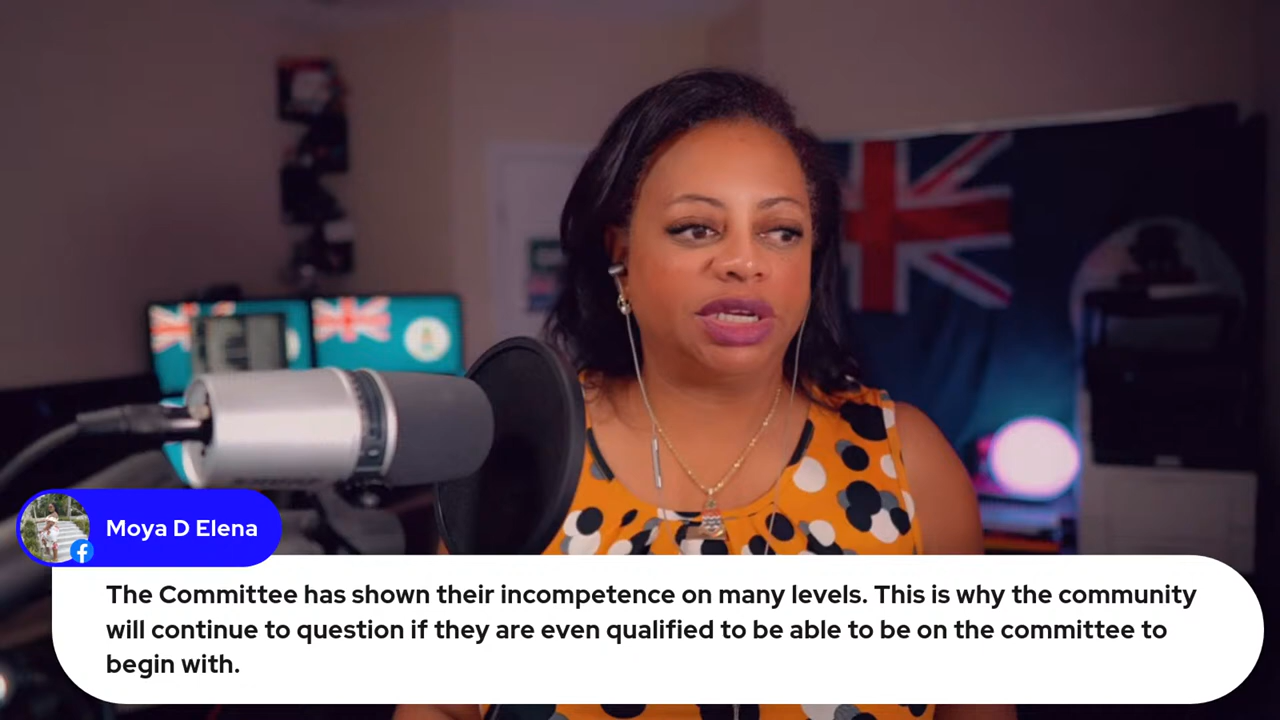 Moya D Elena
The Committee has shown their incompetence on many levels. This is why the community
will continue to question if they are even qualified to be able to be on the committee to
begin with.